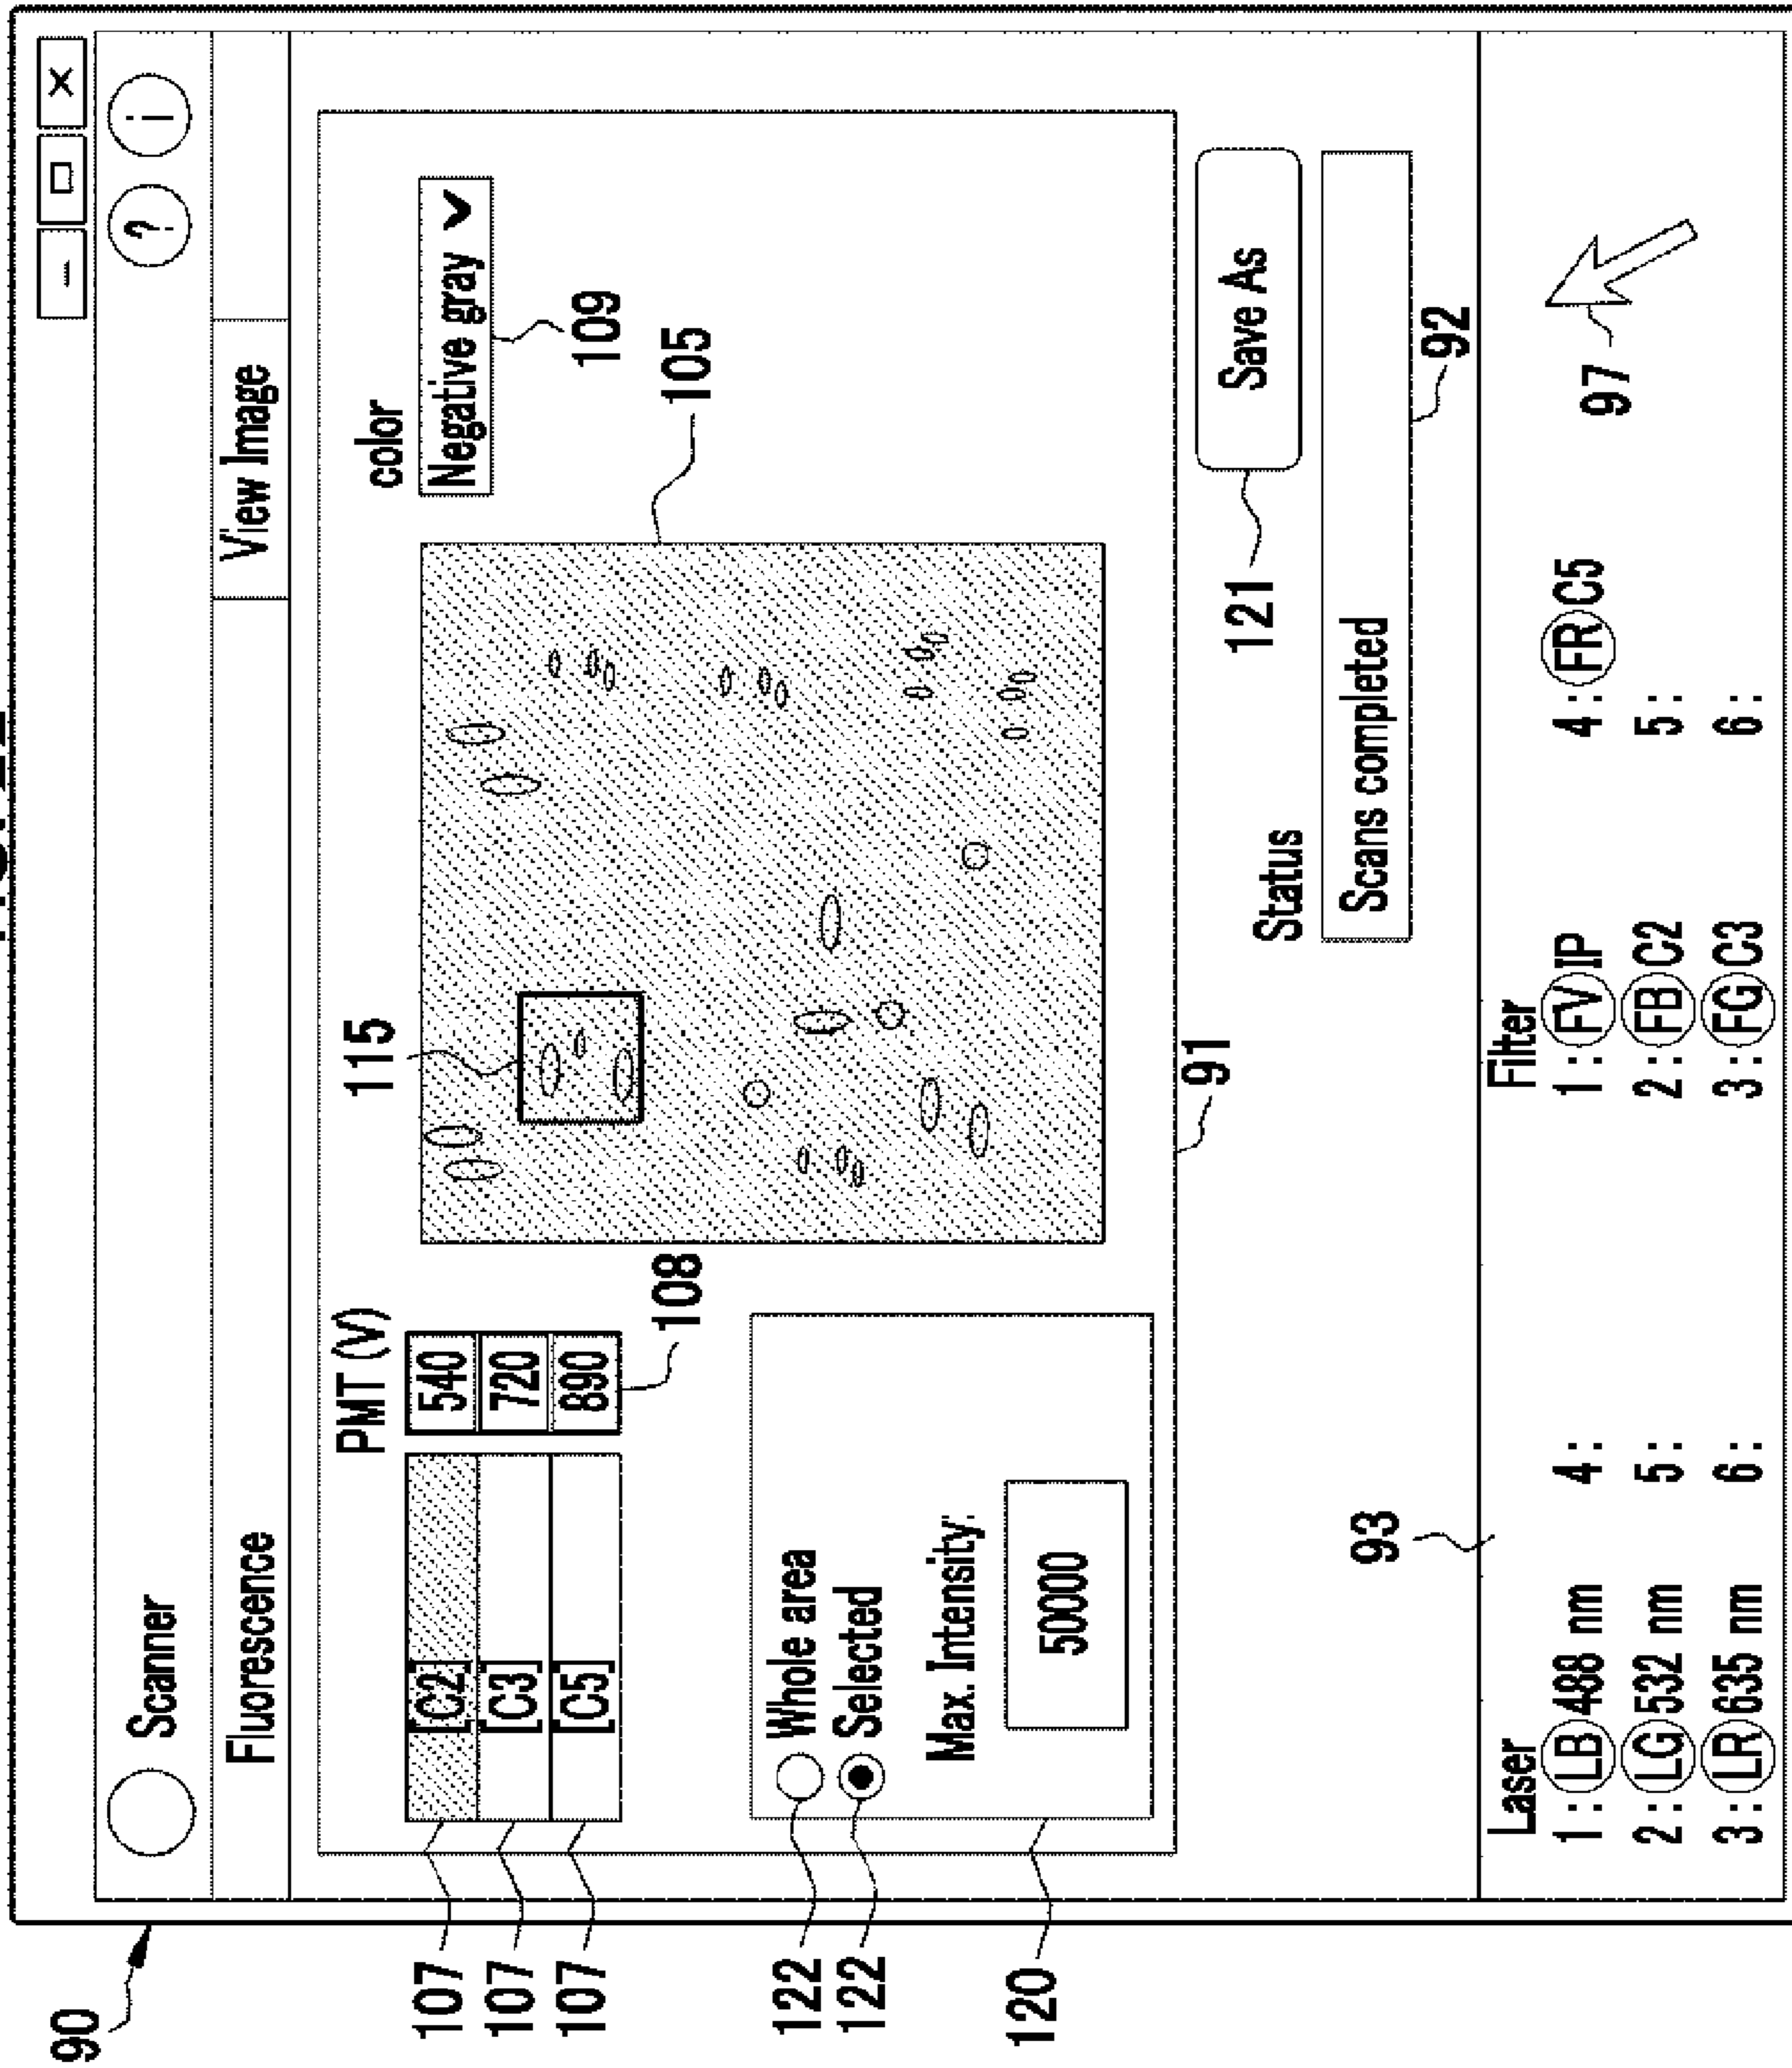 90
– □ X
Scanner
? i
Fluorescence
View Image
PMT (V)
115
color
107
[C2]
540
Negative gray
107
[C3]
720
109
107
[C5]
890
108
105
122
Whole area
122
Selected
Max. Intensity:
120
50000
91
121
Save As
Status
Scans completed
92
93
Laser
Filter
1 : LB 488 nm
4 :
1 : FV IP
4 : FR C5
2 : LG 532 nm
5 :
2 : FB C2
5 :
3 : LR 635 nm
6 :
3 : FG C3
6 :
97